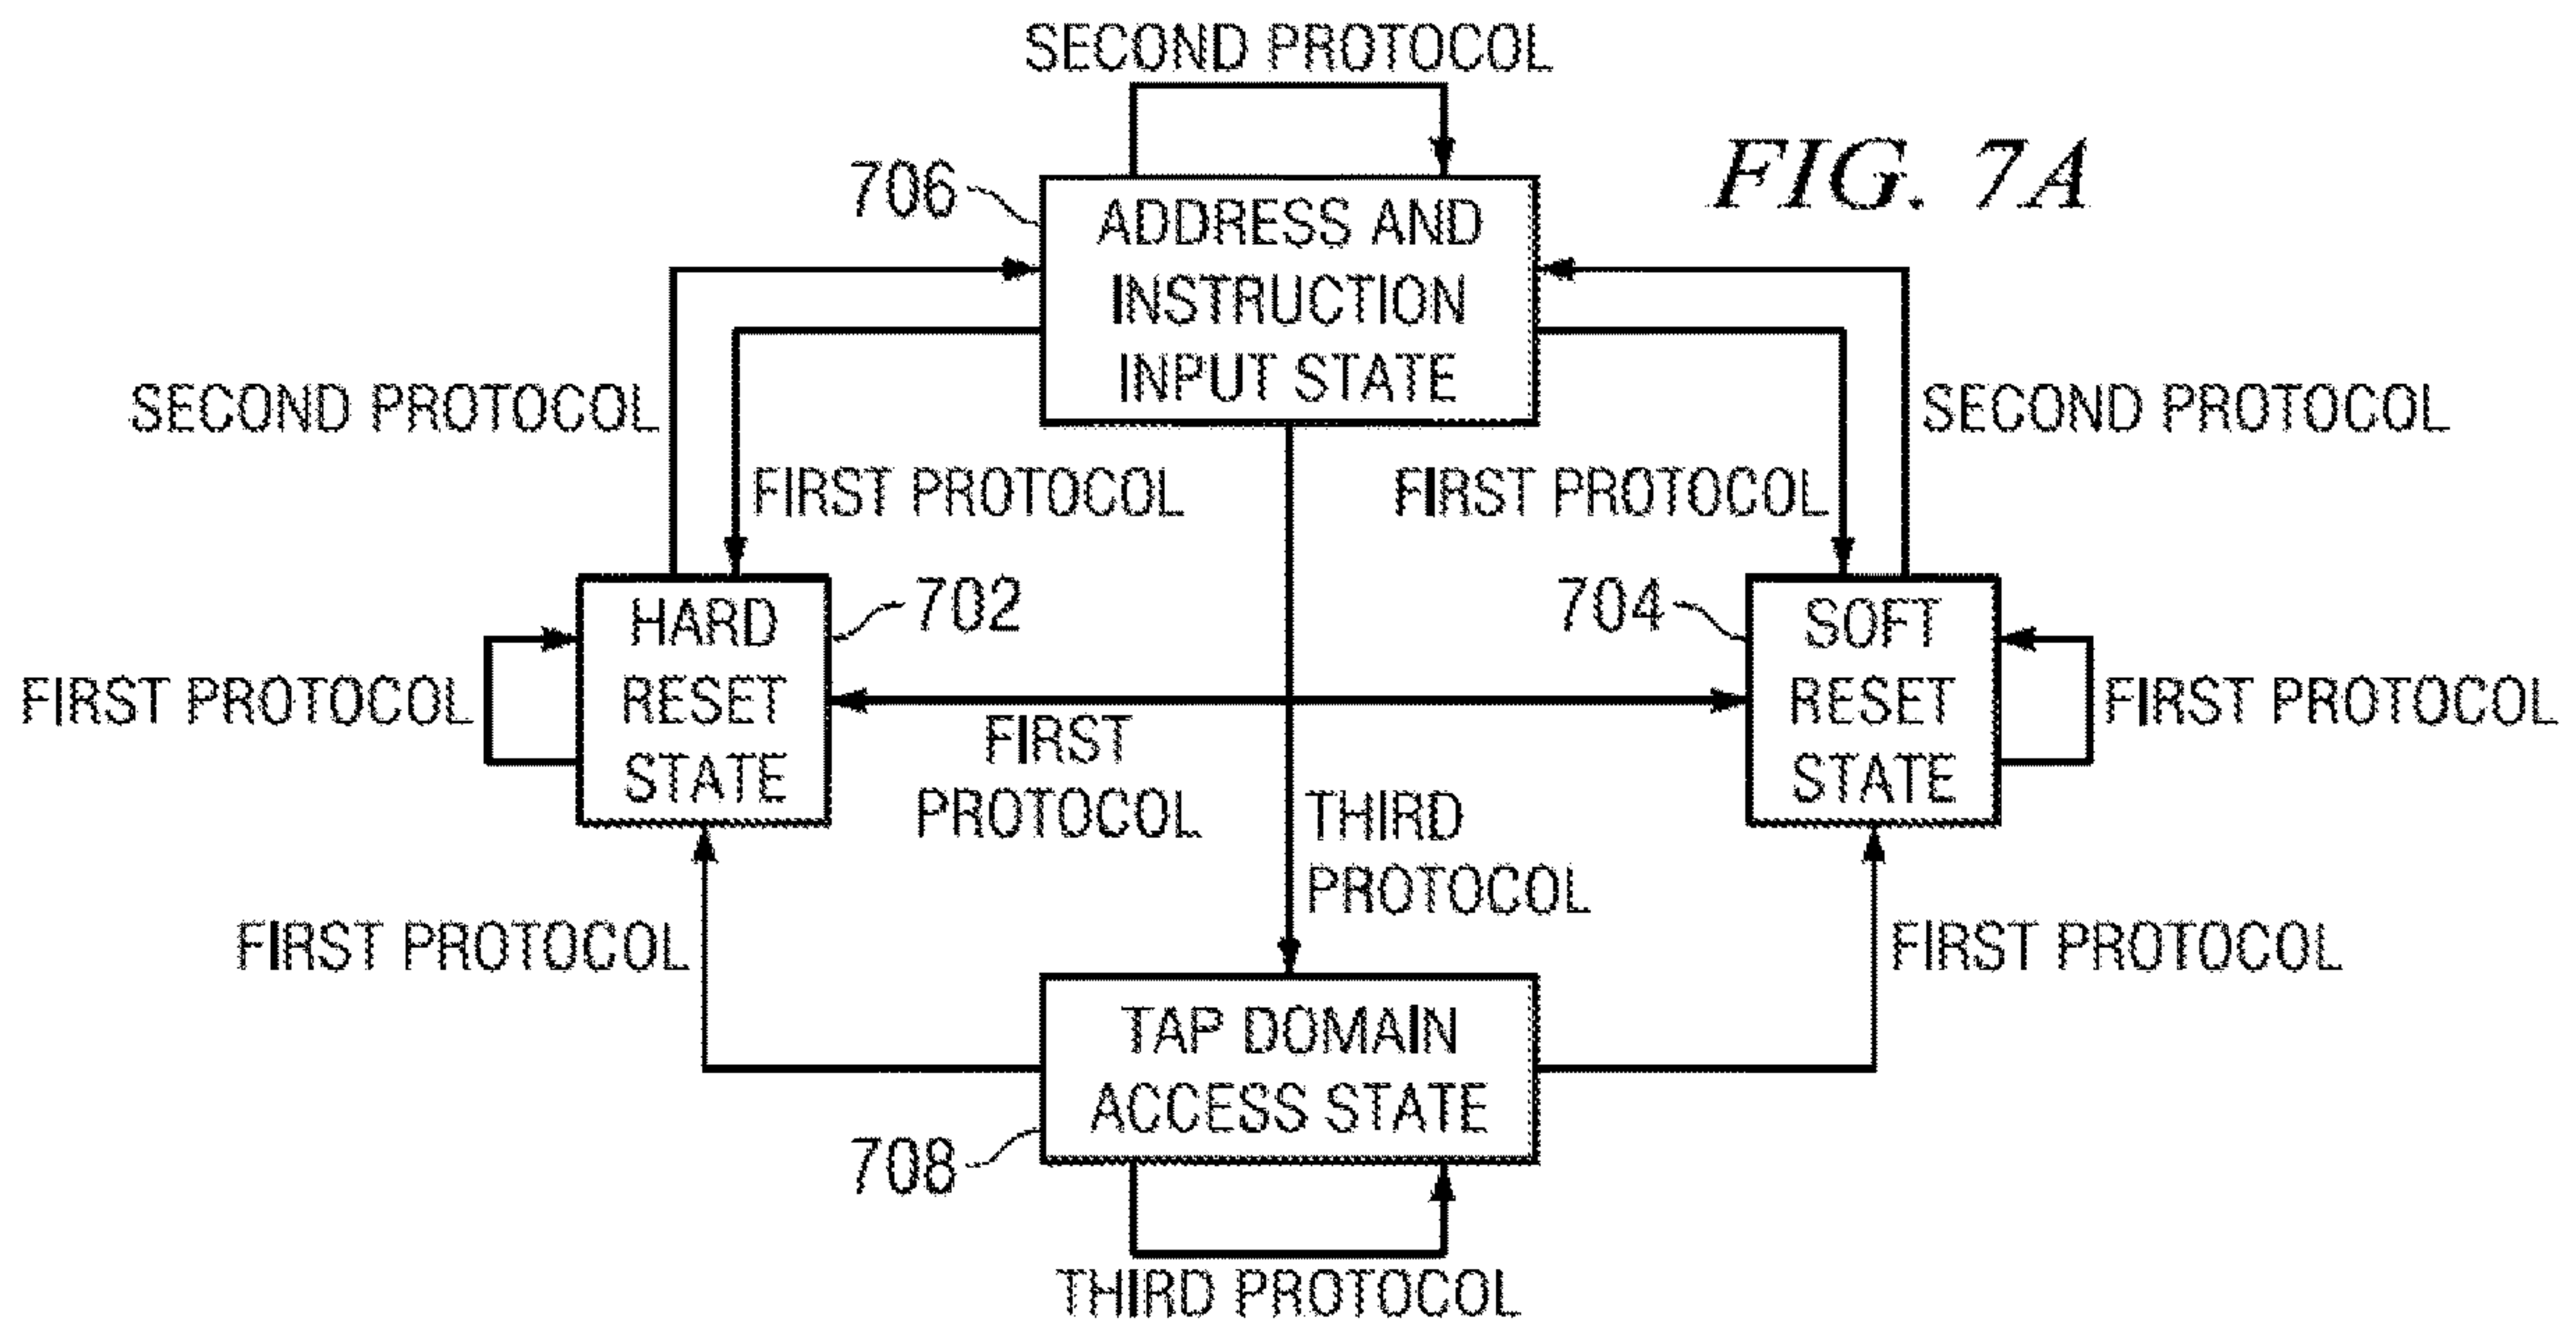 SECOND PROTOCOL
FIG. 7A
706
ADDRESS AND
INSTRUCTION
INPUT STATE
SECOND PROTOCOL
SECOND PROTOCOL
FIRST PROTOCOL
FIRST PROTOCOL
HARD
RESET
STATE
702
704
SOFT
RESET
STATE
FIRST PROTOCOL
FIRST PROTOCOL
FIRST
PROTOCOL
THIRD
PROTOCOL
FIRST PROTOCOL
FIRST PROTOCOL
TAP DOMAIN
ACCESS STATE
708
THIRD PROTOCOL